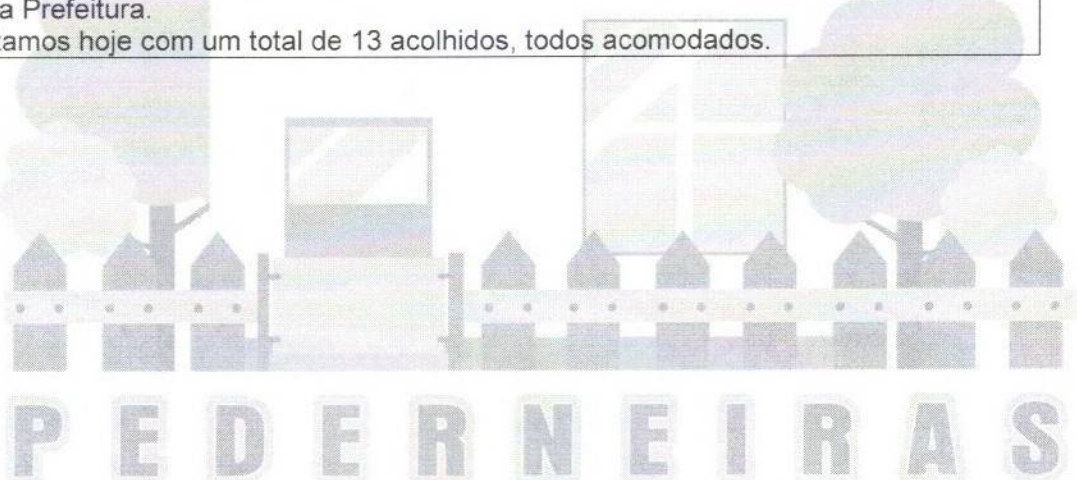 a Prefeitura.
tamos hoje com um total de 13 acolhidos, todos acomodados.
PEDERNEIRAS